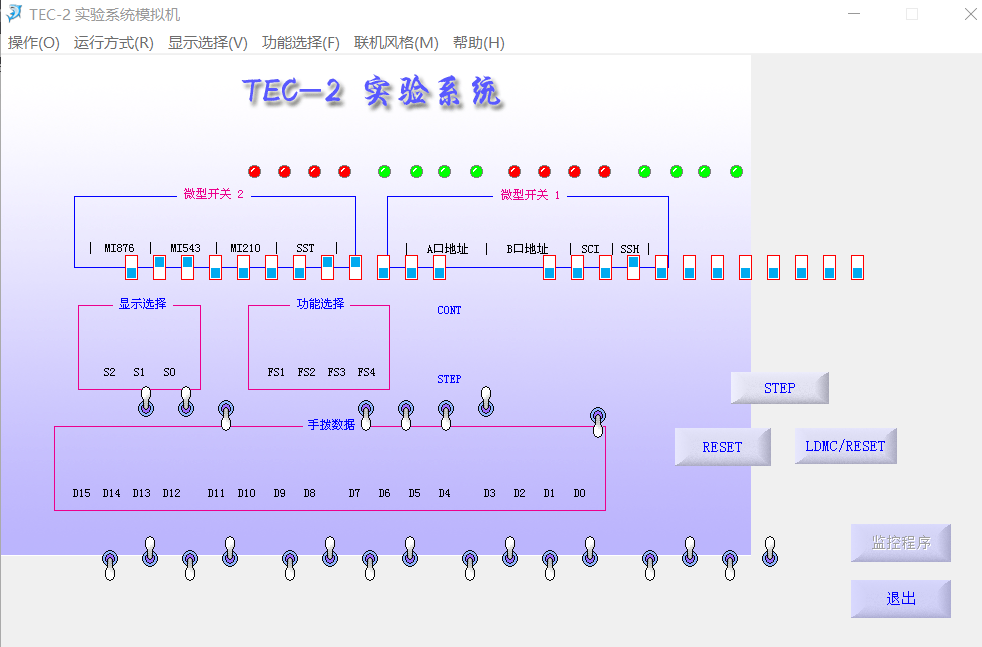 TEC-2 实验系统模拟机
操作(O) 运行方式(R) 显示选择(V) 功能选择(F) 联机风格(M) 帮助(H)
TEC-2 实验系统
微型开关 2 微型开关 1
| MI876 | MI543 | MI210 | SST | | A口地址 | B口地址 | SCI | SSH |
显示选择 功能选择 CONT
S2 S1 S0 FS1 FS2 FS3 FS4 STEP
STEP
手拨数据
RESET LDMC/RESET
D15 D14 D13 D12 D11 D10 D9 D8 D7 D6 D5 D4 D3 D2 D1 D0
监控程序
退出